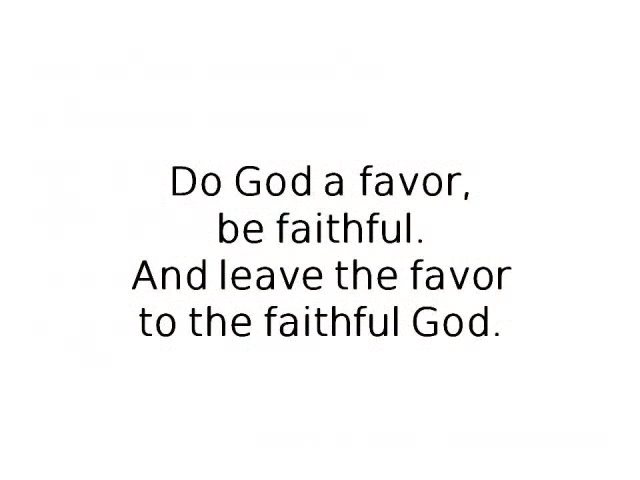 Do God a favor,
be faithful.
And leave the favor
to the faithful God.